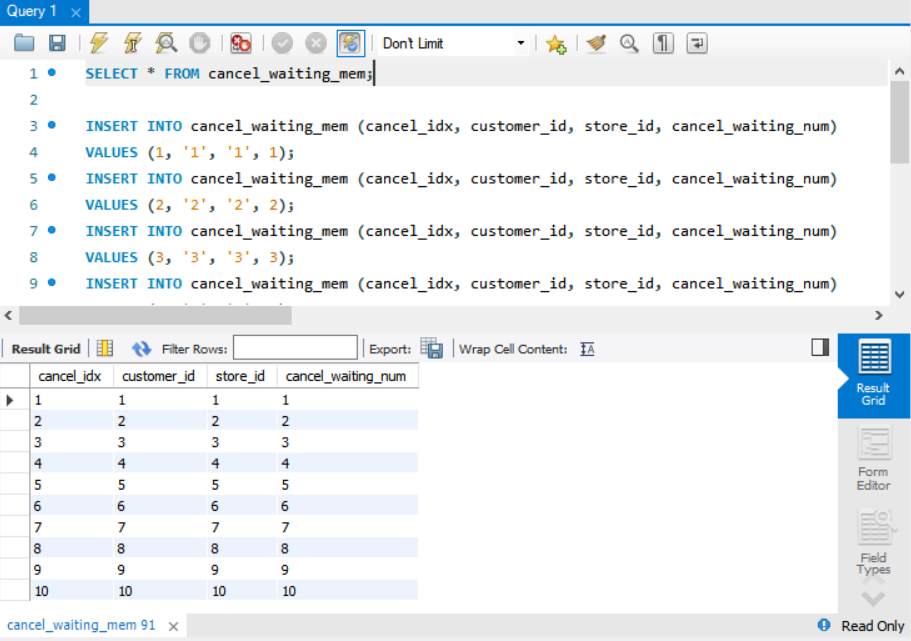 Query 1
Don't Limit
1 SELECT * FROM cancel_waiting_mem;
2
3 INSERT INTO cancel_waiting_mem (cancel_idx, customer_id, store_id, cancel_waiting_num)
4 VALUES (1, '1', '1', 1);
5 INSERT INTO cancel_waiting_mem (cancel_idx, customer_id, store_id, cancel_waiting_num)
6 VALUES (2, '2', '2', 2);
7 INSERT INTO cancel_waiting_mem (cancel_idx, customer_id, store_id, cancel_waiting_num)
8 VALUES (3, '3', '3', 3);
9 INSERT INTO cancel_waiting_mem (cancel_idx, customer_id, store_id, cancel_waiting_num)
Result Grid Filter Rows: Export: Wrap Cell Content:
cancel_idx customer_id store_id cancel_waiting_num
1 1 1 1
2 2 2 2
3 3 3 3
4 4 4 4
5 5 5 5
6 6 6 6
7 7 7 7
8 8 8 8
9 9 9 9
10 10 10 10
Result
Grid
Form
Editor
Field
Types
cancel_waiting_mem 91
Read Only